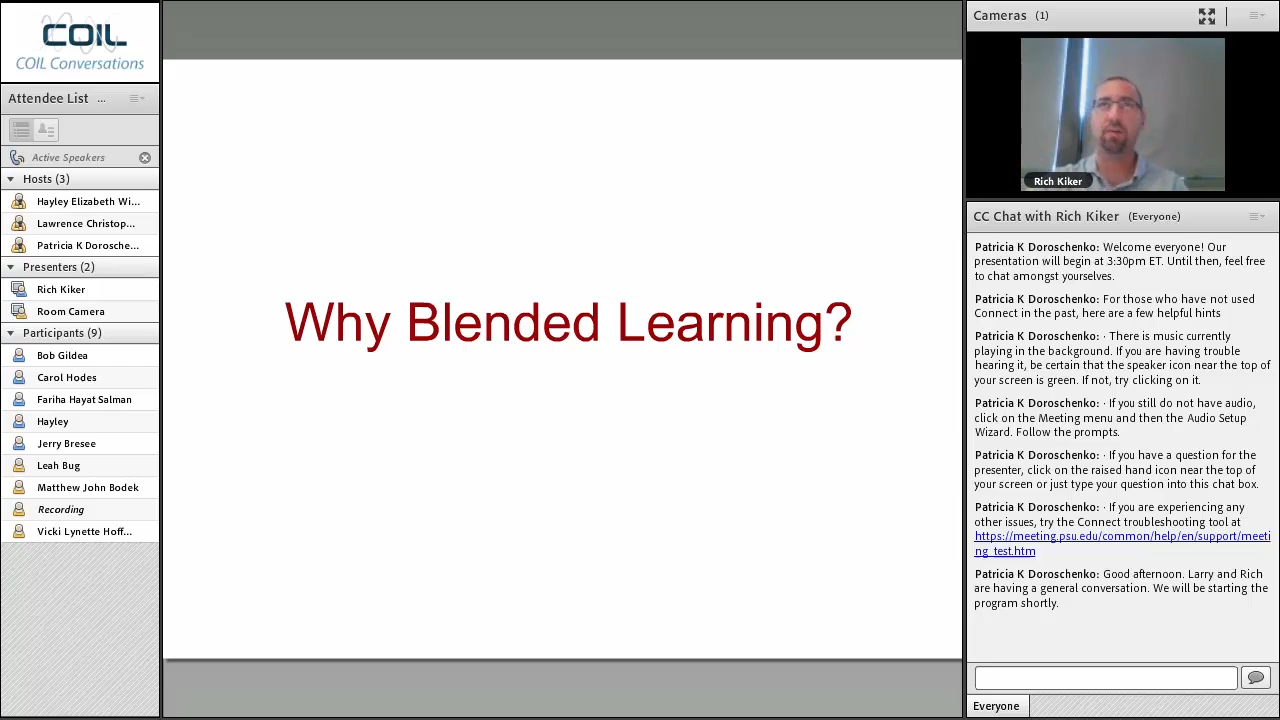 COIL
COIL Conversations
Attendee List ...
Active Speakers
Hosts (3)
Hayley Elizabeth Wi...
Lawrence Christop...
Patricia K Dorosche...
Presenters (2)
Rich Kiker
Room Camera
Participants (9)
Bob Gildea
Carol Hodes
Fariha Hayat Salman
Hayley
Jerry Bresee
Leah Bug
Matthew John Bodek
Recording
Vicki Lynette Hoff...
Why Blended Learning?
Cameras (1)
Rich Kiker
CC Chat with Rich Kiker (Everyone)
Patricia K Doroschenko: Welcome everyone! Our
presentation will begin at 3:30pm ET. Until then, feel free
to chat amongst yourselves.
Patricia K Doroschenko: For those who have not used
Connect in the past, here are a few helpful hints
Patricia K Doroschenko: · There is music currently
playing in the background. If you are having trouble
hearing it, be certain that the speaker icon near the top of
your screen is green. If not, try clicking on it.
Patricia K Doroschenko: · If you still do not have audio,
click on the Meeting menu and then the Audio Setup
Wizard. Follow the prompts.
Patricia K Doroschenko: · If you have a question for the
presenter, click on the raised hand icon near the top of
your screen or just type your question into this chat box.
Patricia K Doroschenko: · If you are experiencing any
other issues, try the Connect troubleshooting tool at
https://meeting.psu.edu/common/help/en/support/meeti
ng_test.htm
Patricia K Doroschenko: Good afternoon. Larry and Rich
are having a general conversation. We will be starting the
program shortly.
Everyone